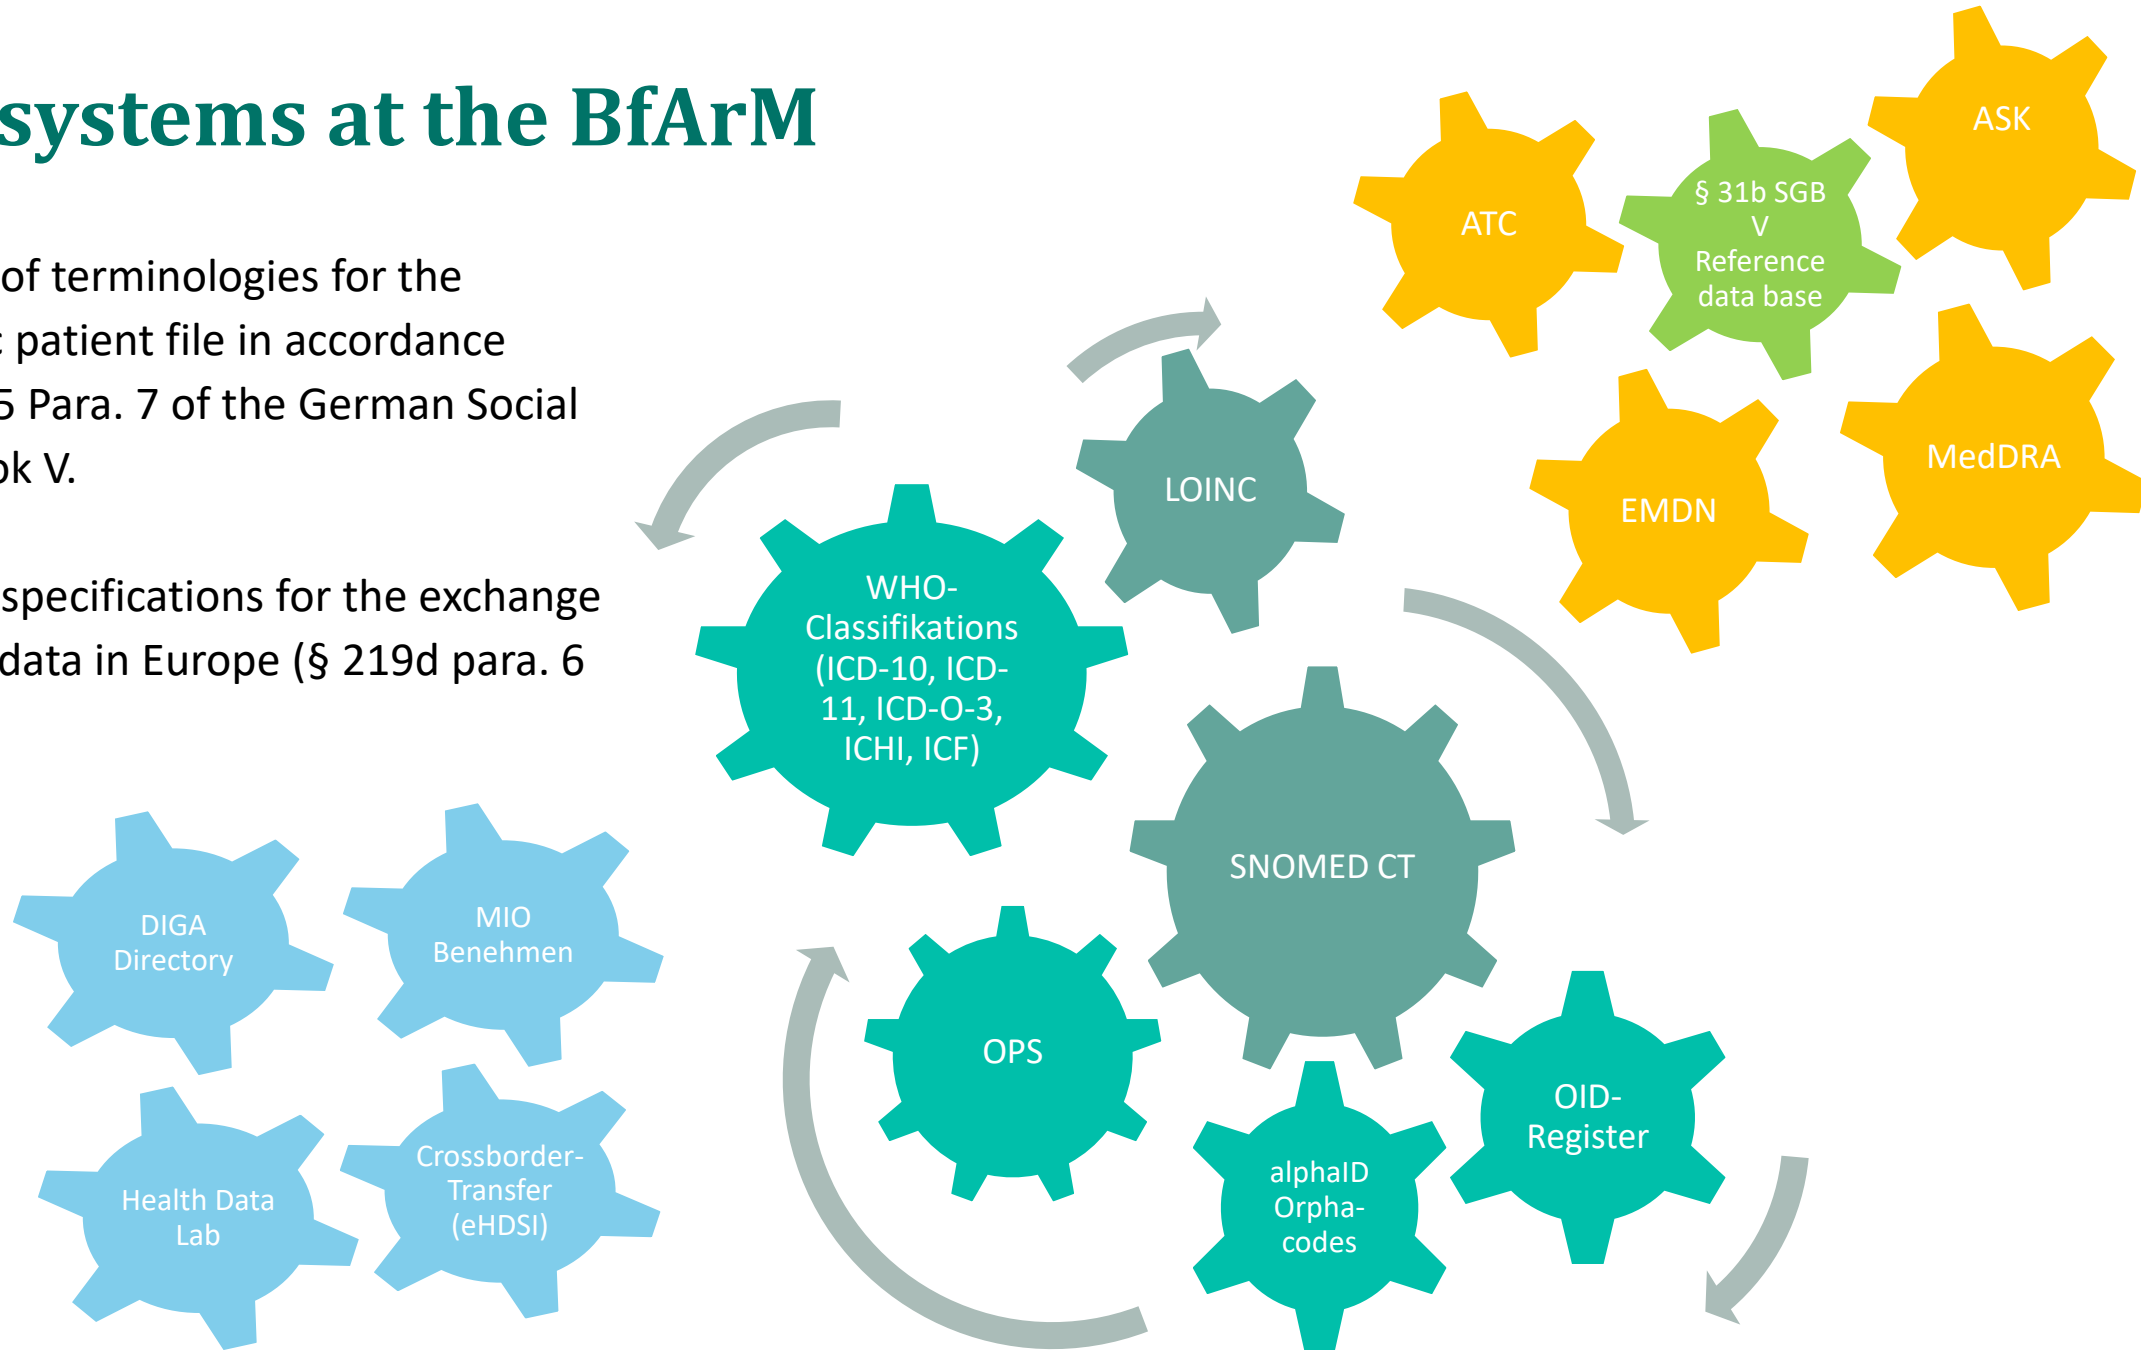 systems at the BfArM
of terminologies for the
patient file in accordance
5 Para. 7 of the German Social
ok V.
specifications for the exchange
data in Europe (§ 219d para. 6
ATC
§ 31b SGB
V
Reference
data base
ASK
EMDN
MedDRA
LOINC
WHO-
Classifikations
(ICD-10, ICD-
11, ICD-O-3,
ICHI, ICF)
SNOMED CT
OPS
alphaID
Orpha-
codes
OID-
Register
DIGA
Directory
MIO
Benehmen
Health Data
Lab
Crossborder-
Transfer
(eHDSI)